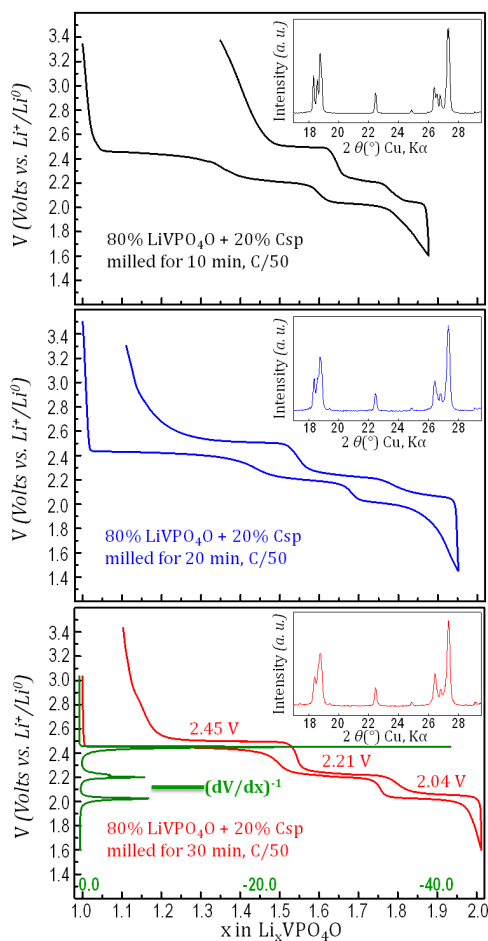 3.4
3.2
3.0
2.8
2.6
2.4
2.2
2.0
1.8
1.6
1.4
V (Volts vs. Li⁺/Li⁰)
Intensity (a. u.)
18 20 22 24 26 28
2 θ(°) Cu, Kα
80% LiVPO₄O + 20% Csp
milled for 10 min, C/50
3.4
3.2
3.0
2.8
2.6
2.4
2.2
2.0
1.8
1.6
1.4
V (Volts vs. Li⁺/Li⁰)
Intensity (a. u.)
18 20 22 24 26 28
2 θ(°) Cu, Kα
80% LiVPO₄O + 20% Csp
milled for 20 min, C/50
3.4
3.2
3.0
2.8
2.6
2.4
2.2
2.0
1.8
1.6
1.4
V (Volts vs. Li⁺/Li⁰)
Intensity (a. u.)
18 20 22 24 26 28
2 θ(°) Cu, Kα
2.45 V
2.21 V
2.04 V
(dV/dx)⁻¹
80% LiVPO₄O + 20% Csp
milled for 30 min, C/50
0.0 -20.0 -40.0
1.0 1.1 1.2 1.3 1.4 1.5 1.6 1.7 1.8 1.9 2.0
x in LiₓVPO₄O